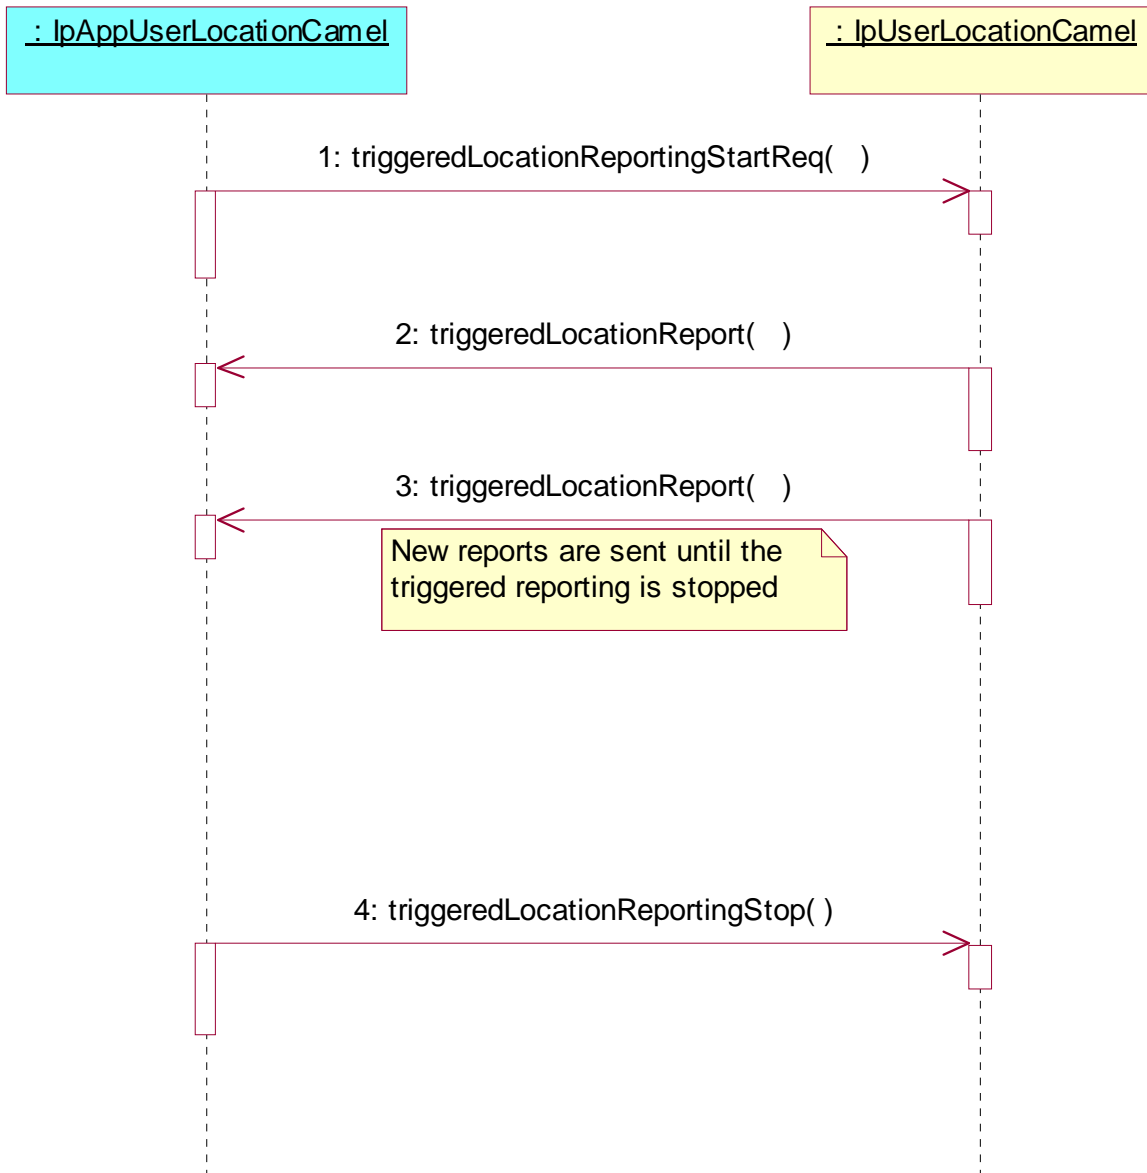 : IpAppUserLocationCamel
: IpUserLocationCamel
1: triggeredLocationReportingStartReq(   )
2: triggeredLocationReport(   )
3: triggeredLocationReport(   )
New reports are sent until the
triggered reporting is stopped
4: triggeredLocationReportingStop( )